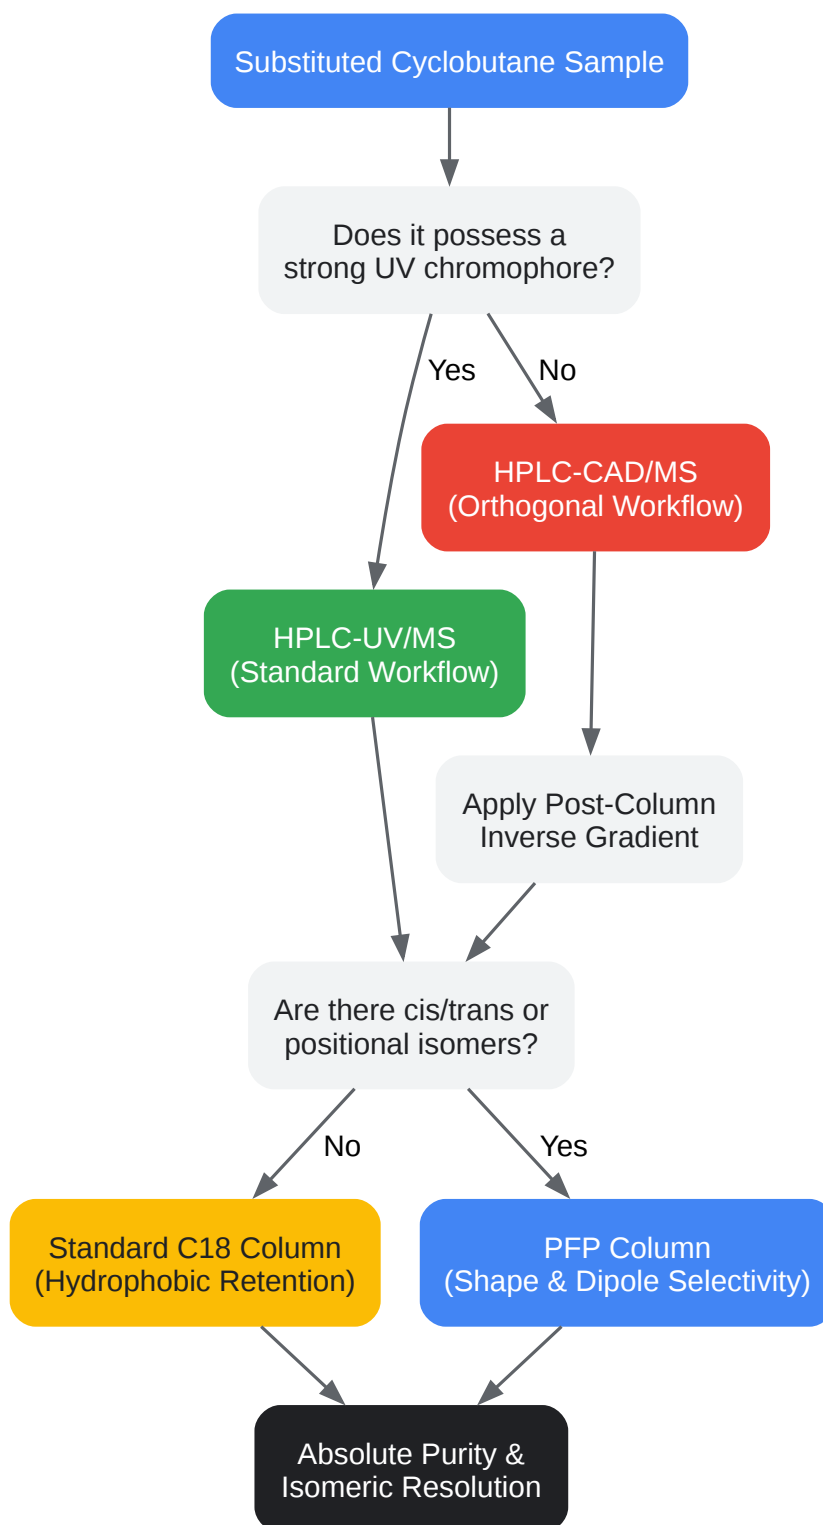 Substituted Cyclobutane Sample
Does it possess a
strong UV chromophore?
Yes
No
HPLC-CAD/MS
(Orthogonal Workflow)
HPLC-UV/MS
(Standard Workflow)
Apply Post-Column
Inverse Gradient
Are there cis/trans or
positional isomers?
No
Yes
Standard C18 Column
(Hydrophobic Retention)
PFP Column
(Shape & Dipole Selectivity)
Absolute Purity &
Isomeric Resolution